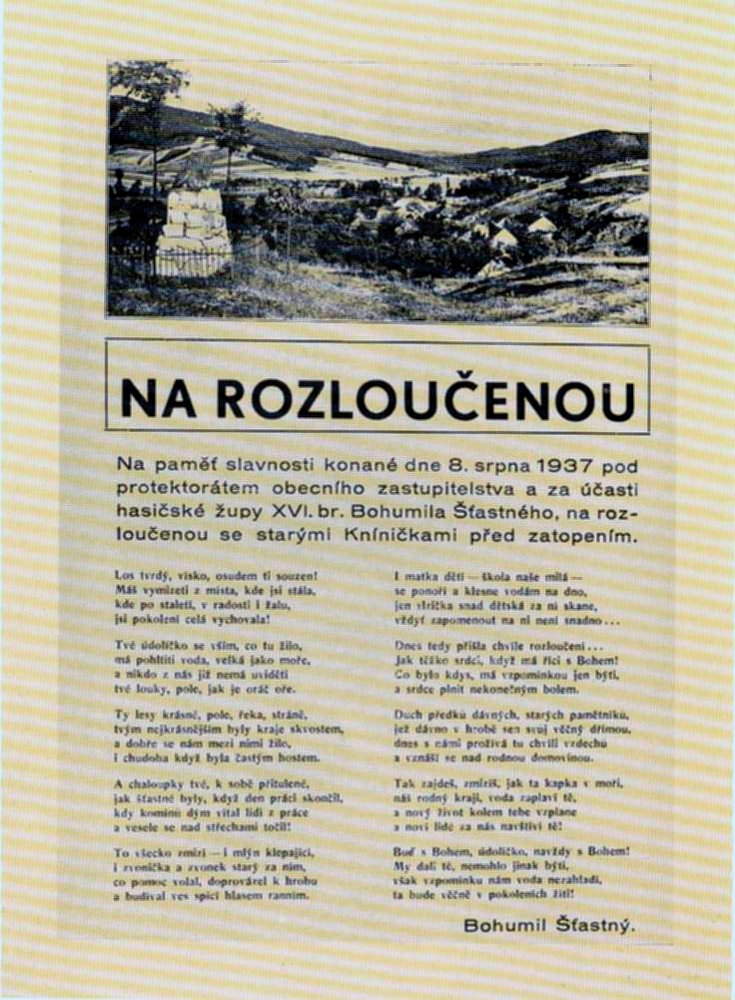 NA ROZLOUČENOU
Na paměť slavnosti konané dne 8. srpna 1937 pod
protektorátem obecního zastupitelstva a za účasti
hasičské župy XVI. br. Bohumila Šťastného, na roz-
loučenou se starými Kníničkami před zatopením.
Los tvrdý, vísko, osudem ti souzen!
Máš vymizeti z místa, kde jsi stála,
kde po staletí, v radosti i žalu,
jsi pokolení celá vychovala!
Tvé údolíčko se vším, co tu žilo,
má pohltiti voda, velká jako moře,
a nikdo z nás již nemá uviděti
tvé louky, pole, jak je oráč oře.
Ty lesy krásné, pole, řeka, stráně,
tvým nejkrásnějším byly kraje skvostem,
a dobře se nám mezi nimi žilo,
i chudoba když byla častým hostem.
A chaloupky tvé, k sobě přitulené,
jak šťastné byly, když den práci skončil,
kdy komínů dým vítal lidi z práce
a vesele se nad střechami točil!
To všecko zmizí — i mlýn klepající,
i zvonička a zvonek starý za ním,
co pomoc volal, doprovázel k hrobu
a budíval ves spící hlasem ranním.
I matka dětí — škola naše milá —
se ponoří a klesne vodám na dno,
jen slzička snad dětská za ní skane,
vždyť zapomenout na ni není snadno...
Dnes tedy přišla chvíle rozloučení...
Jak těžko srdci, když má říci s Bohem!
Co bylo kdys, má vzpomínkou jen býti,
a srdce plnit nekonečným bolem.
Duch předků dávných, starých pamětníků,
jež dávno v hrobě sen svůj věčný dřímou,
dnes s námi prožívá tu chvíli vzdechů
a vznáší se nad rodnou domovinou.
Tak zajdeš, zmizíš, jak ta kapka v moři,
náš rodný kraji, voda zaplaví tě,
a nový život kolem tebe vzplane
a noví lidé za nás navštíví tě!
Buď s Bohem, údolíčko, navždy s Bohem!
My dali tě, nemohlo jinak býti,
však vzpomínku nám voda nezahladí,
ta bude věčně v pokoleních žíti!
Bohumil Šťastný.